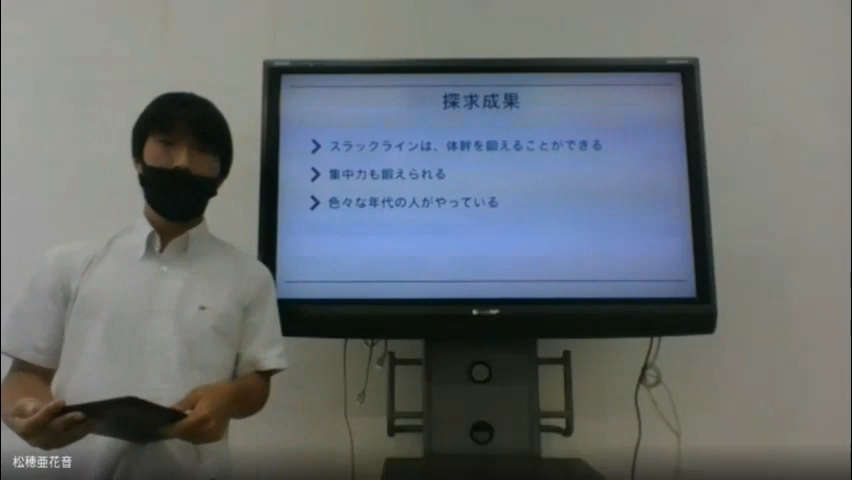 探求成果
スラックラインは、体幹を鍛えることができる
集中力も鍛えられる
色々な年代の人がやっている
松穂亜花音